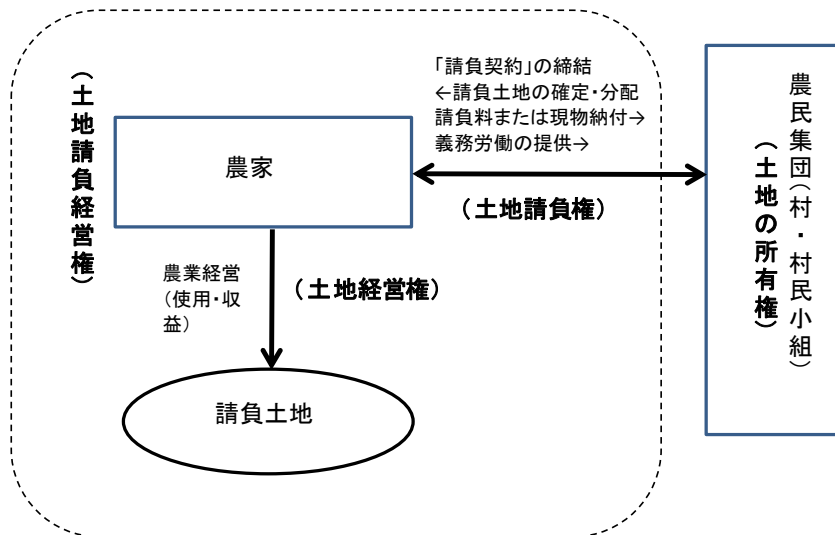 （土地請負経営権）
「請負契約」の締結
←請負土地の確定・分配
請負料または現物納付→
義務労働の提供→
農家
（土地請負権）
農民集団（村・村民小組）
（土地の所有権）
農業経営
（使用・収
益）
（土地経営権）
請負土地